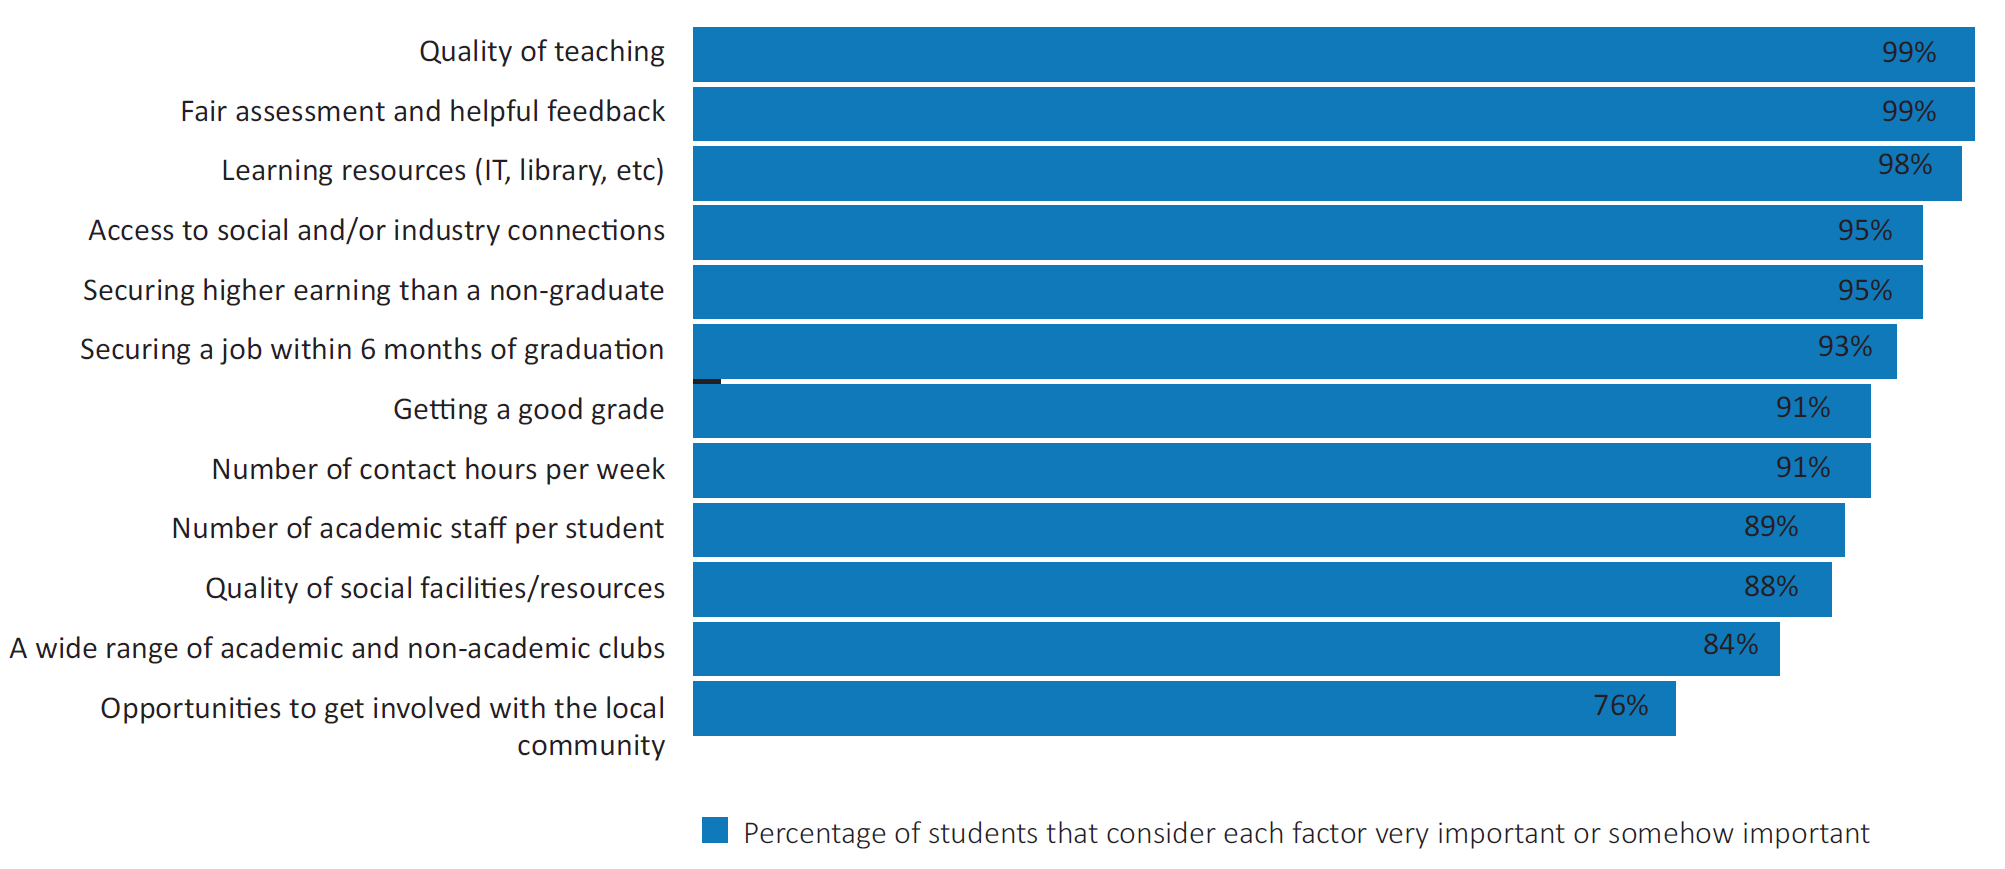 Quality of teaching 99%
Fair assessment and helpful feedback 99%
Learning resources (IT, library, etc) 98%
Access to social and/or industry connections 95%
Securing higher earning than a non-graduate 95%
Securing a job within 6 months of graduation 93%
Getting a good grade 91%
Number of contact hours per week 91%
Number of academic staff per student 89%
Quality of social facilities/resources 88%
A wide range of academic and non-academic clubs 84%
Opportunities to get involved with the local 76%
community
Percentage of students that consider each factor very important or somehow important